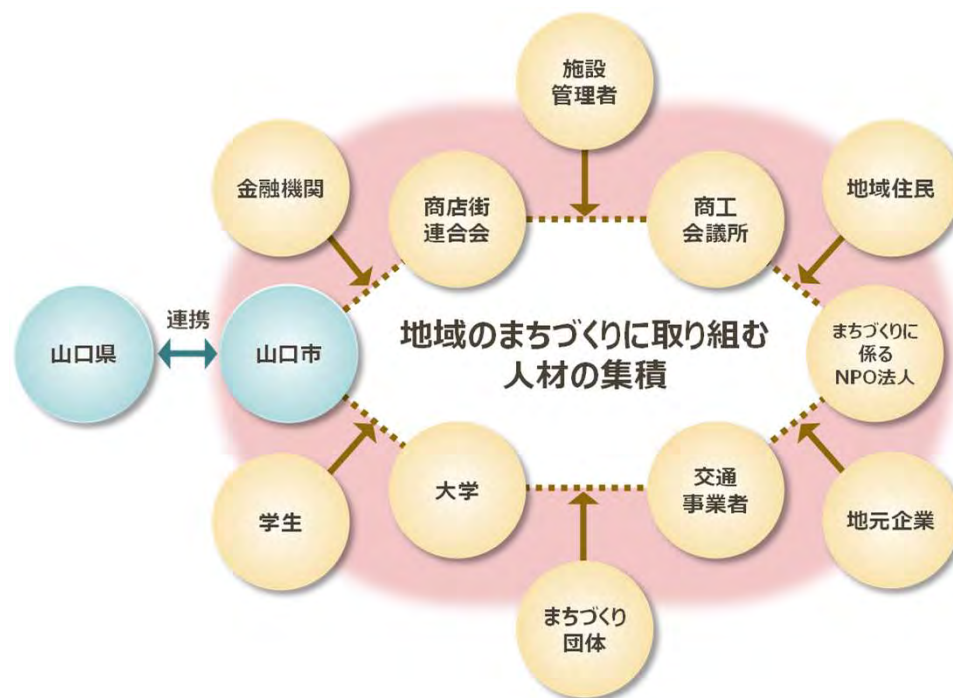 施設
管理者
金融機関
地域住民
商店街
連合会
商工
会議所
連携
山口県
山口市
地域のまちづくりに取り組む
人材の集積
まちづくりに
係る
NPO法人
学生
大学
交通
事業者
地元企業
まちづくり
団体